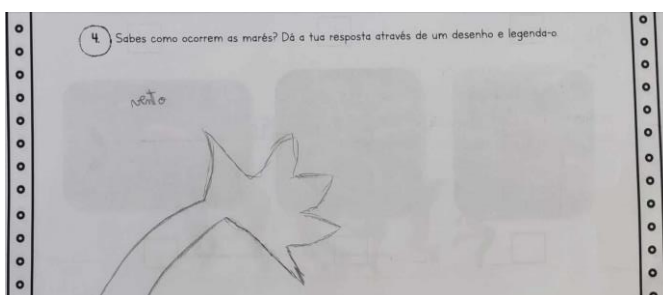 4. Sabes como ocorrem as marés? Dá a tua resposta através de um desenho e legenda-o.
vento